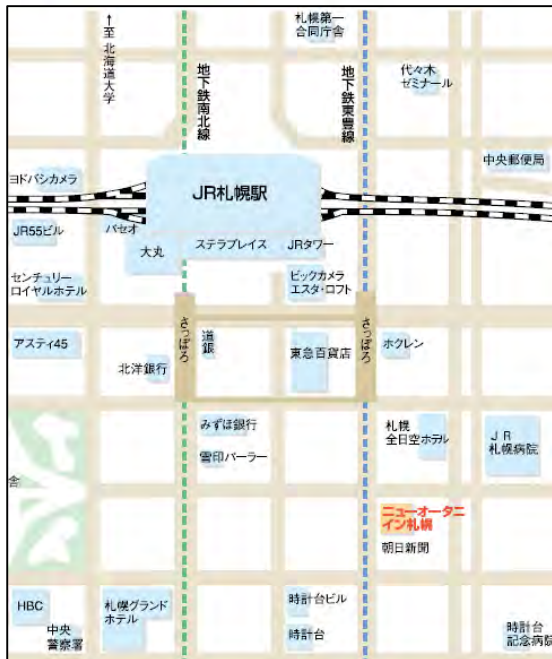 札幌第一
合同庁舎
↑至 北海道大学
地下鉄南北線
地下鉄東豊線
代々木
ゼミナール
中央郵便局
ヨドバシカメラ
JR札幌駅
JR55ビル
パセオ
大丸
ステラプレイス
JRタワー
センチュリー
ロイヤルホテル
ビックカメラ
エスタ・ロフト
さっぽろ
さっぽろ
アスティ45
道銀
北洋銀行
東急百貨店
ホクレン
みずほ銀行
雪印パーラー
札幌
全日空ホテル
JR
札幌病院
舎
ニューオータニ
イン札幌
朝日新聞
HBC
中央
警察署
札幌グランド
ホテル
時計台ビル
時計台
時計台
記念病院